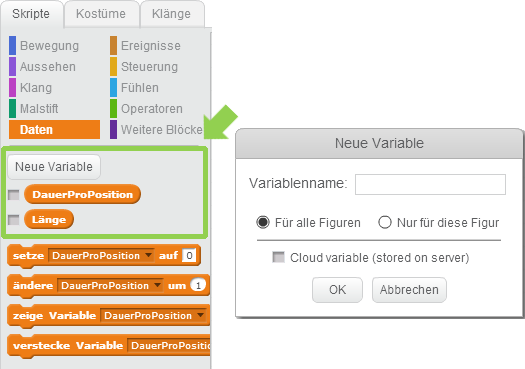 Skripte Kostüme Klänge
Bewegung Ereignisse
Aussehen Steuerung
Klang Fühlen
Malstift Operatoren
Daten Weitere Blöcke
Neue Variable
DauerProPosition
Länge
setze DauerProPosition auf 0
ändere DauerProPosition um 1
zeige Variable DauerProPosition
verstecke Variable DauerProPosition
Neue Variable
Variablenname:
Für alle Figuren Nur für diese Figur
Cloud variable (stored on server)
OK Abbrechen